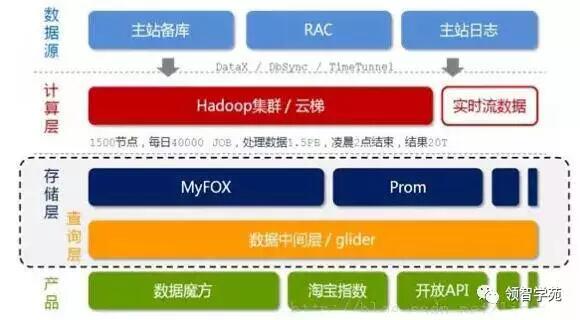 数据源
主站备库
RAC
主站日志
DataX / DbSync / TimeTunnel
计算层
Hadoop集群 / 云梯
实时流数据
1500节点，每日40000 JOB，处理数据1.5PB，凌晨2点结束，结果20T
存储层
MyFOX
Prom
查询层
数据中间层 / glider
产品
数据魔方
淘宝指数
开放API
领智学苑